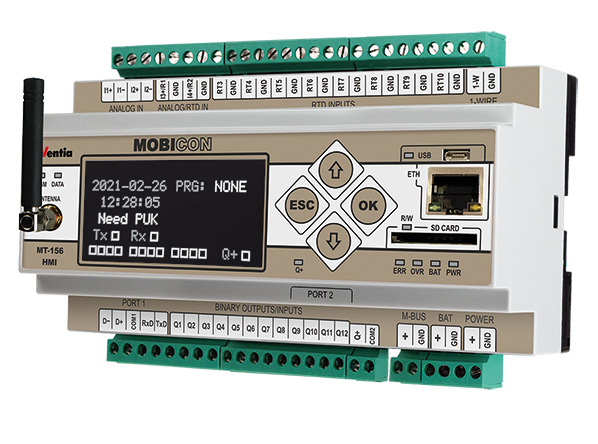 I1+ I1− I2+ I2− I3+/R1 GND I4+/R2 GND RT3 GND RT4 GND RT5 GND RT6 GND RT7 GND RT8 GND RT9 GND RT10 GND 1-W GND
ANALOG IN ANALOG/RTD IN RTD INPUTS 1-WIRE
ventia
MOBICON
DATA
MT-156
HMI
2021-02-26 PRG: NONE
12:28:05
Need PUK
Tx Rx
Q+
ESC
OK
Q+
USB
ETH
R/W SD CARD
ERR OVR BAT PWR
PORT 1 BINARY OUTPUTS/INPUTS PORT 2 M-BUS BAT POWER
D- D+ COM1 RxD TxD Q1 Q2 Q3 Q4 Q5 Q6 Q7 Q8 Q9 Q10 Q11 Q12 Q+ COM2 + GND + GND + GND